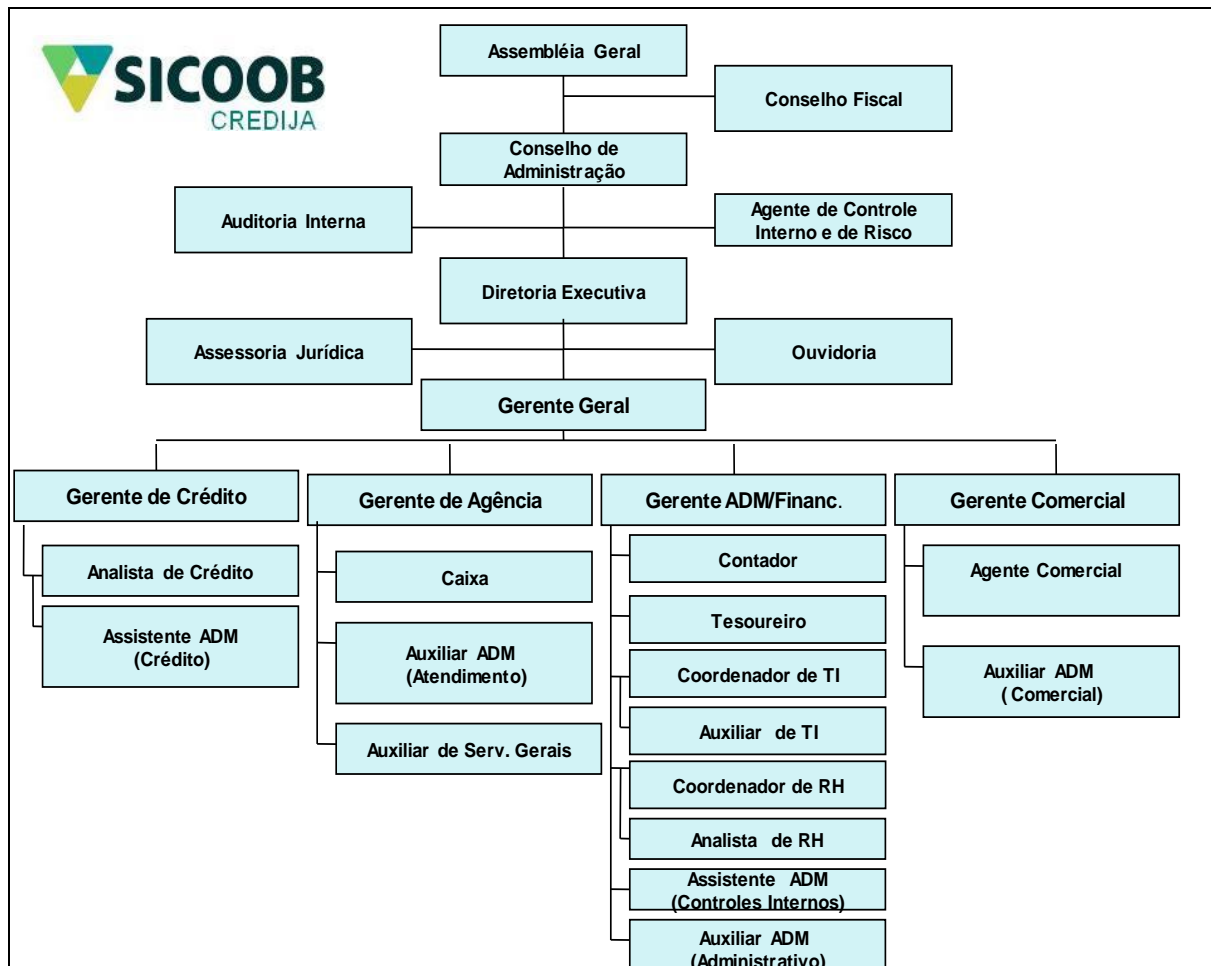 SICOOB
CREDIJA
Assembléia Geral
Conselho Fiscal
Conselho de
Administração
Auditoria Interna
Agente de Controle
Interno e de Risco
Diretoria Executiva
Assessoria Jurídica
Ouvidoria
Gerente Geral
Gerente de Crédito
Gerente de Agência
Gerente ADM/Financ.
Gerente Comercial
Analista de Crédito
Assistente ADM
(Crédito)
Caixa
Auxiliar ADM
(Atendimento)
Auxiliar de Serv. Gerais
Contador
Tesoureiro
Coordenador de TI
Auxiliar de TI
Coordenador de RH
Analista de RH
Assistente ADM
(Controles Internos)
Auxiliar ADM
(Administrativo)
Agente Comercial
Auxiliar ADM
( Comercial)